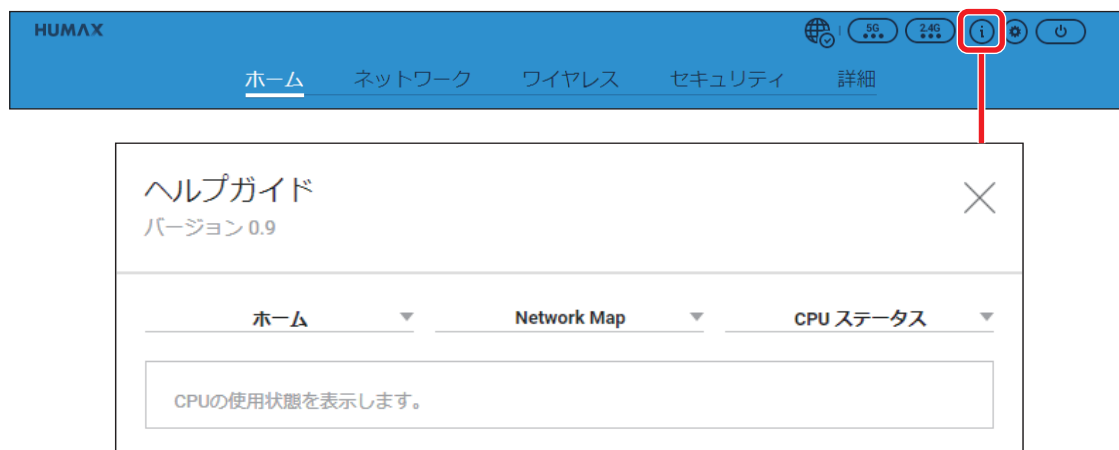 HUMAX 5G 2.4G i
ホーム ネットワーク ワイヤレス セキュリティ 詳細
ヘルプガイド
バージョン 0.9
ホーム Network Map CPU ステータス
CPUの使用状態を表示します。